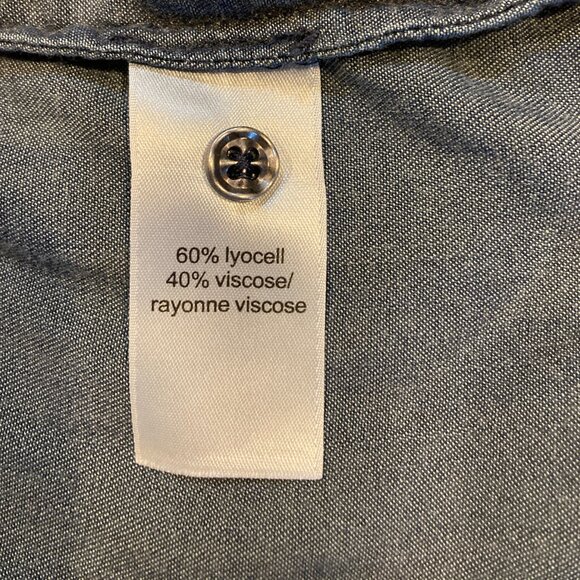 60% lyocell
40% viscose/
rayonne viscose